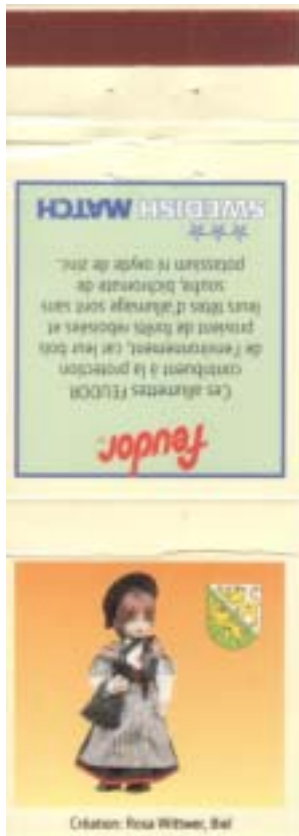 feudor
Ces allumettes FEUDOR
contribuent à la protection
de l'environnement, car leur bois
provient de forêts reboisées et
leurs têtes d'allumage sont sans
soufre, bichromate de
potassium ni oxyde de zinc.
SWEDISH MATCH
Création: Rosa Wittwer, Biel